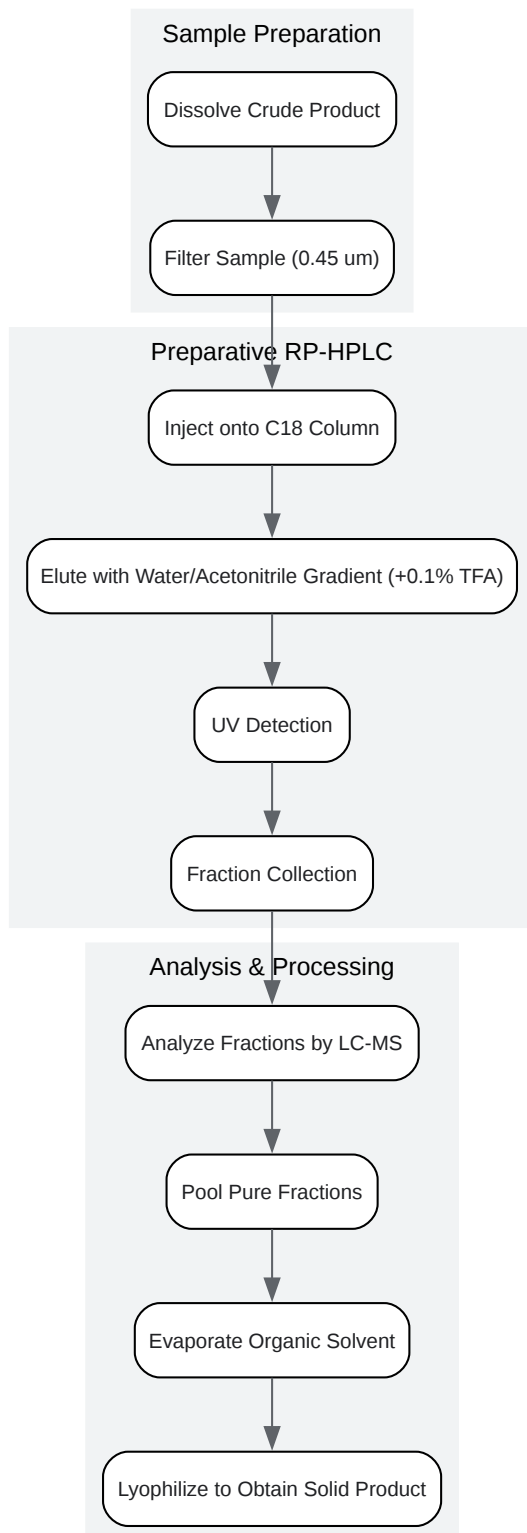 Sample Preparation
Dissolve Crude Product
Filter Sample (0.45 um)
Preparative RP-HPLC
Inject onto C18 Column
Elute with Water/Acetonitrile Gradient (+0.1% TFA)
UV Detection
Fraction Collection
Analysis & Processing
Analyze Fractions by LC-MS
Pool Pure Fractions
Evaporate Organic Solvent
Lyophilize to Obtain Solid Product